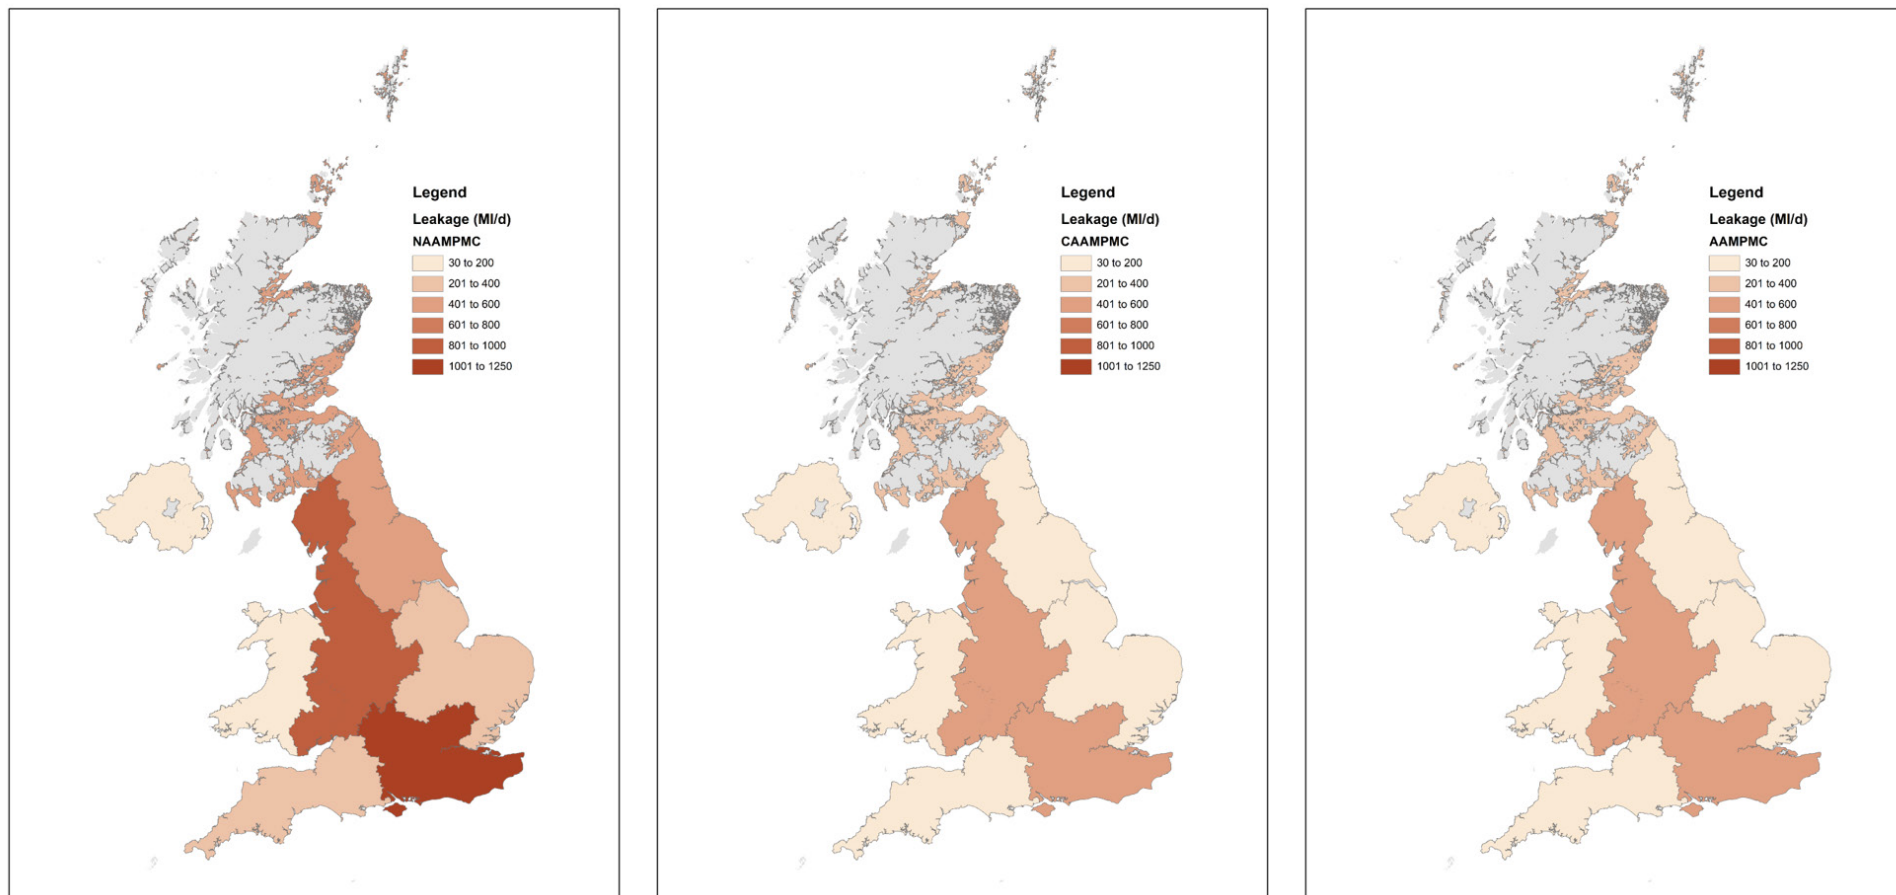 Legend
Leakage (Ml/d)
NAAMPMC
30 to 200
201 to 400
401 to 600
601 to 800
801 to 1000
1001 to 1250
Legend
Leakage (Ml/d)
CAAMPMC
30 to 200
201 to 400
401 to 600
601 to 800
801 to 1000
1001 to 1250
Legend
Leakage (Ml/d)
AAMPMC
30 to 200
201 to 400
401 to 600
601 to 800
801 to 1000
1001 to 1250